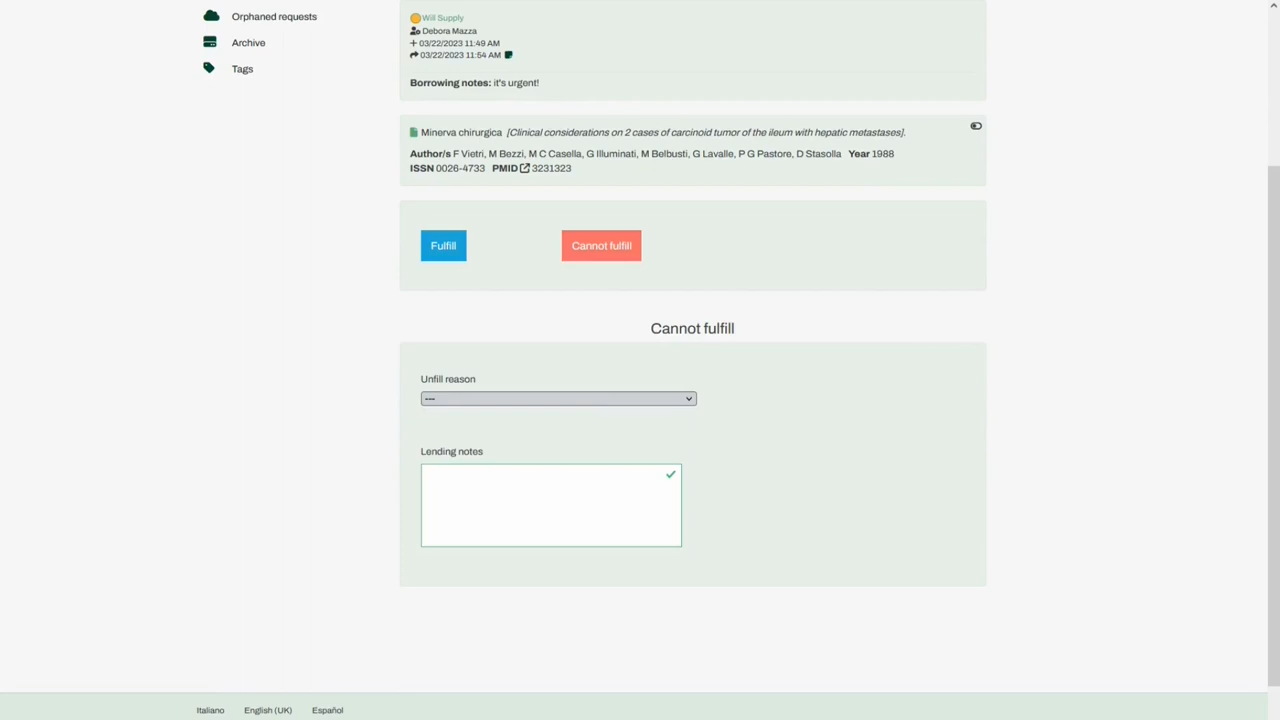 Orphaned requests
Archive
Tags
Will Supply
Debora Mazza
03/22/2023 11:49 AM
03/22/2023 11:54 AM
Borrowing notes: it's urgent!
Minerva chirurgica [Clinical considerations on 2 cases of carcinoid tumor of the ileum with hepatic metastases].
Author/s F Vietri, M Bezzi, M C Casella, G Illuminati, M Belbusti, G Lavalle, P G Pastore, D Stasolla Year 1988
ISSN 0026-4733 PMID 3231323
Fulfill Cannot fulfill
Cannot fulfill
Unfill reason
---
Lending notes
Italiano English (UK) Español